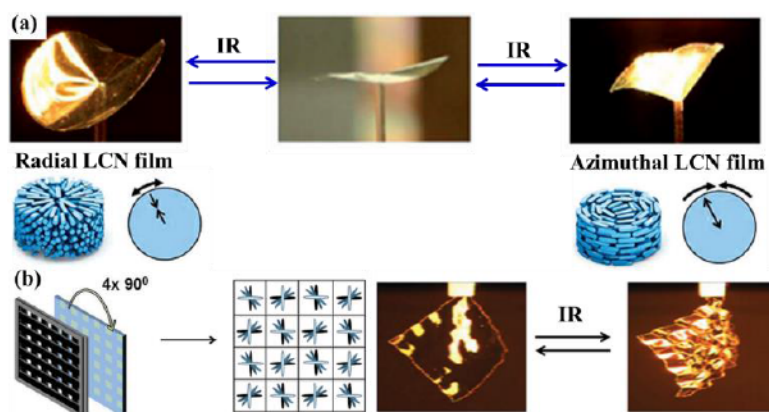 (a)
IR
IR
Radial LCN film
Azimuthal LCN film
(b)
4x 90⁰
IR